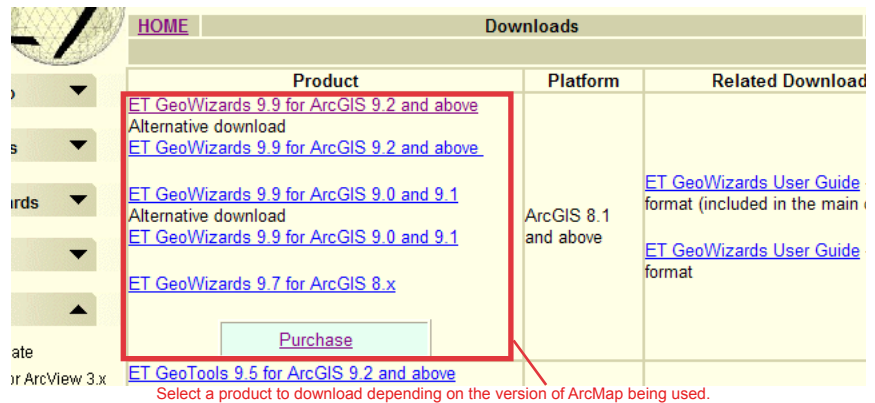 HOME
Downloads
Product
Platform
Related Download
ET GeoWizards 9.9 for ArcGIS 9.2 and above
Alternative download
ET GeoWizards 9.9 for ArcGIS 9.2 and above
ET GeoWizards 9.9 for ArcGIS 9.0 and 9.1
Alternative download
ET GeoWizards 9.9 for ArcGIS 9.0 and 9.1
ET GeoWizards 9.7 for ArcGIS 8.x
Purchase
ArcGIS 8.1
and above
ET GeoWizards User Guide
format (included in the main
ET GeoWizards User Guide
format
s
ards
ate
or ArcView 3.x
ET GeoTools 9.5 for ArcGIS 9.2 and above
Select a product to download depending on the version of ArcMap being used.